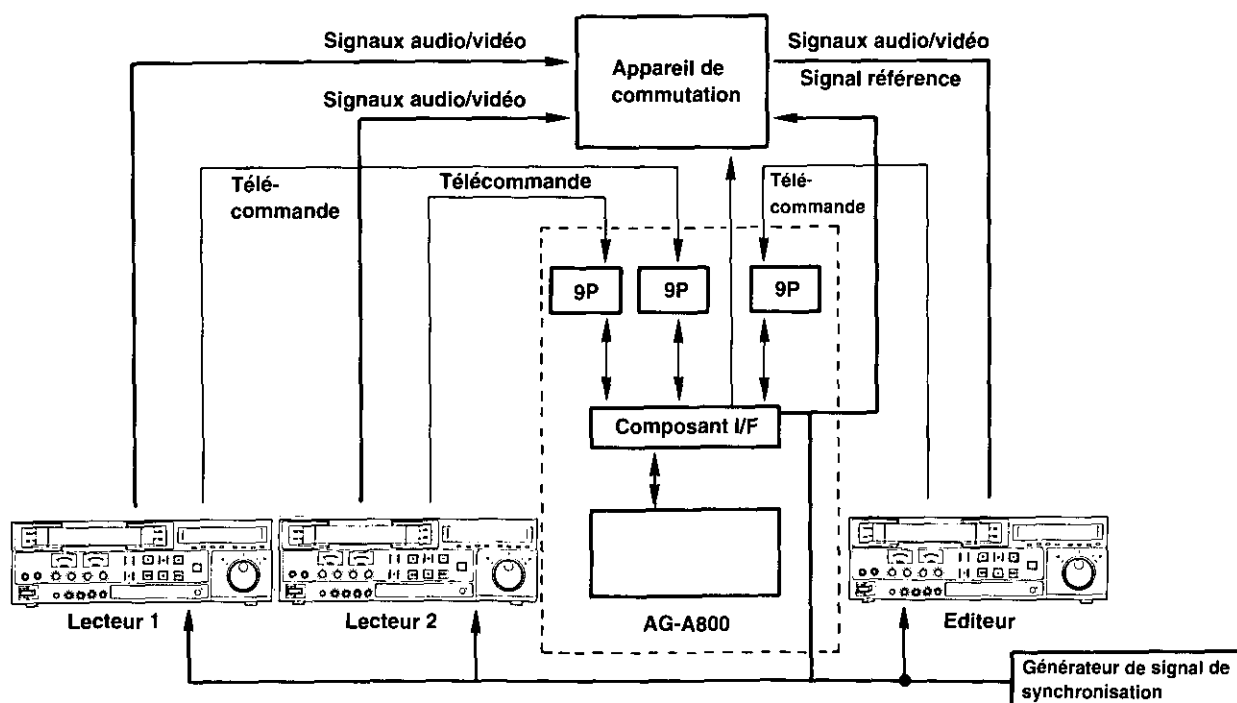 Signaux audio/vidéo
Signaux audio/vidéo
Appareil de
commutation
Signaux audio/vidéo
Signal référence
Télé-
commande
Télécommande
Télé-
commande
9P
9P
9P
Composant I/F
Lecteur 1
Lecteur 2
AG-A800
Editeur
Générateur de signal de
synchronisation